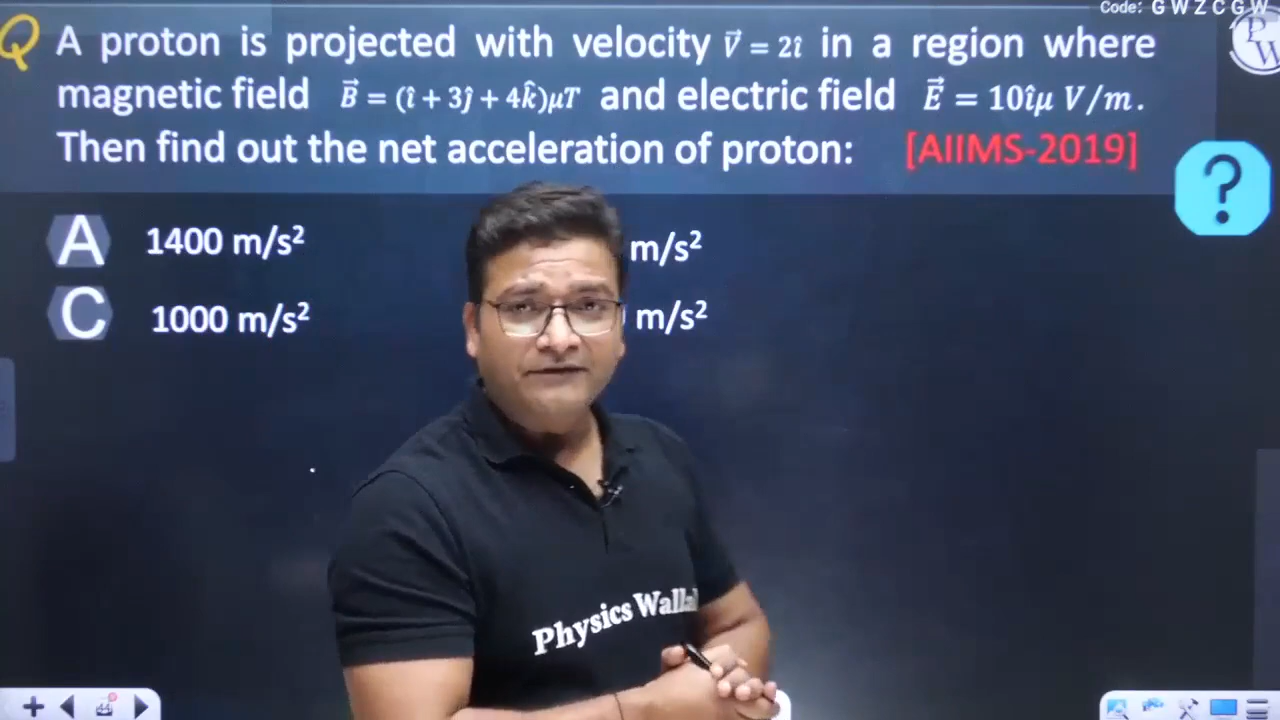 Code: G W Z C G W
Q A proton is projected with velocity V⃗ = 2î in a region where
magnetic field B⃗ = (î + 3ĵ + 4k̂)μT and electric field E⃗ = 10îμ V/m.
Then find out the net acceleration of proton: [AIIMS-2019]
A 1400 m/s² m/s²
C 1000 m/s² m/s²
?
P W
Physics Walla